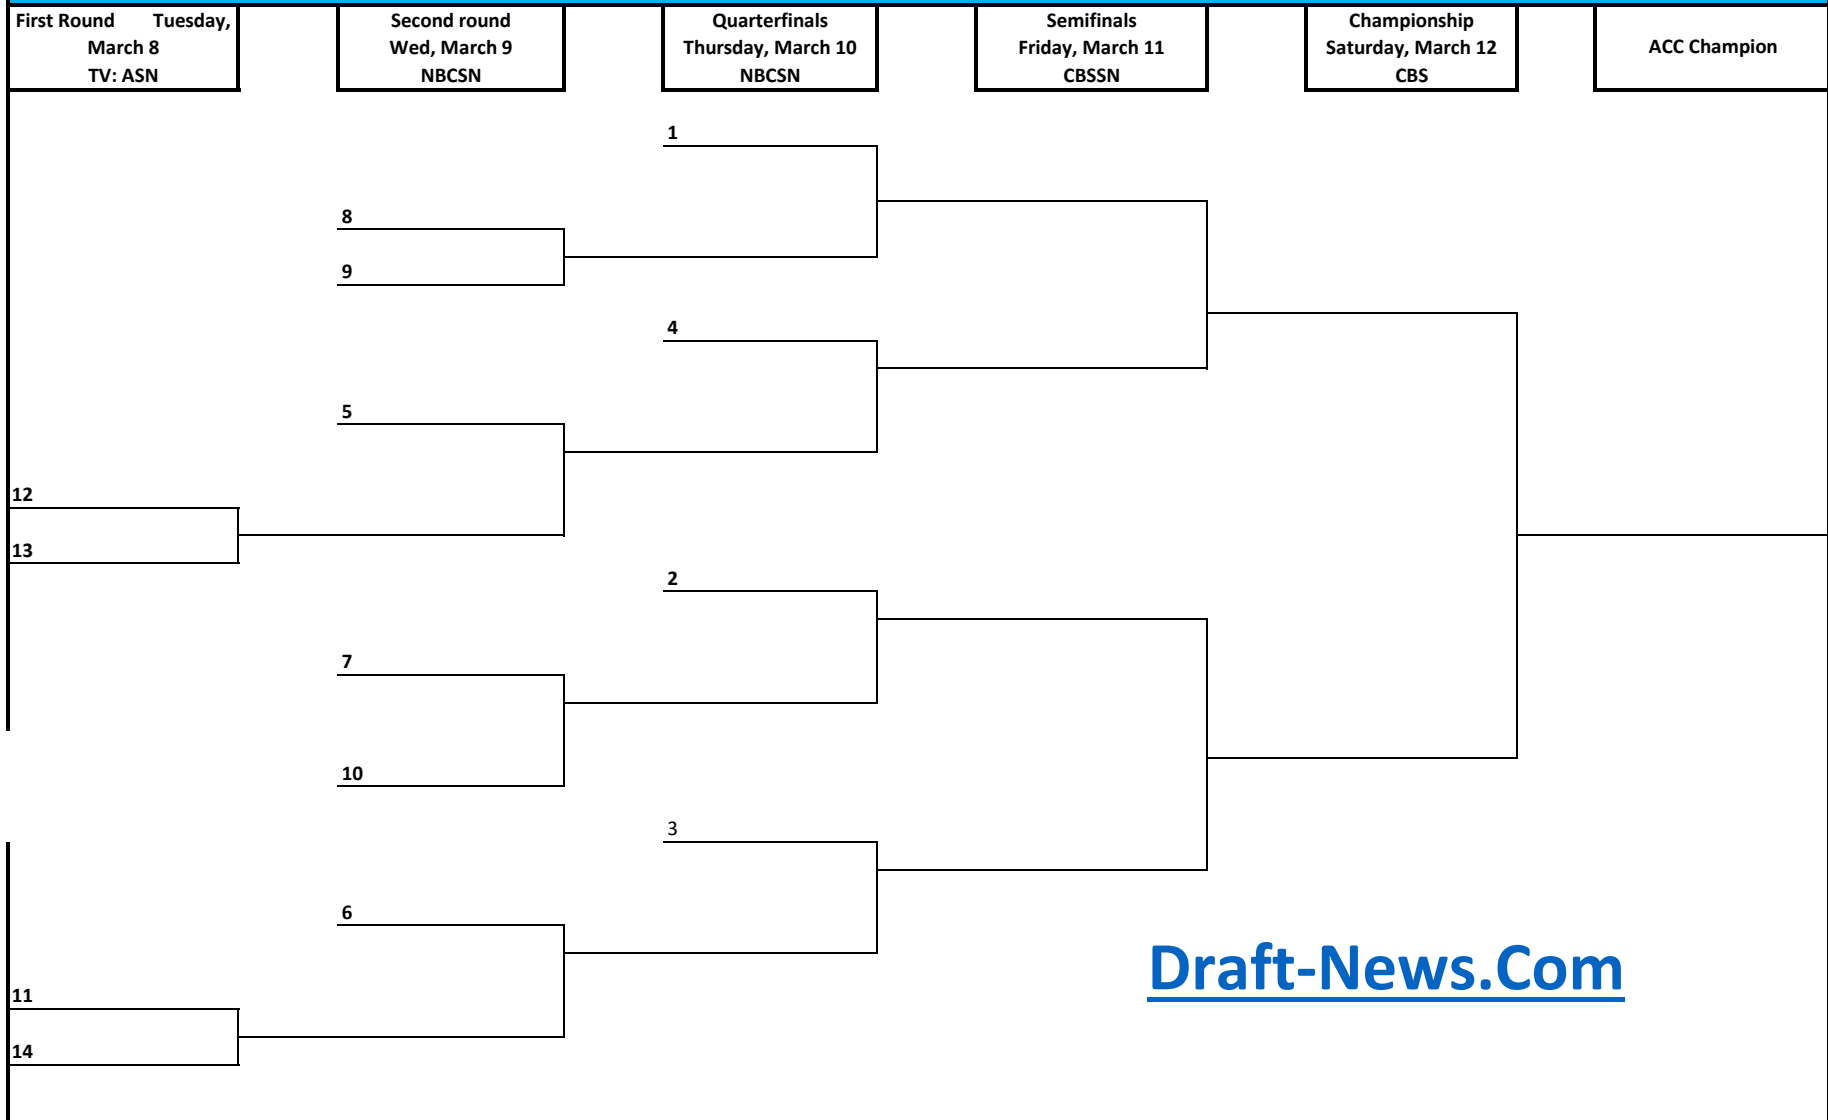 First Round Tuesday,
March 8
TV: ASN
Second round
Wed, March 9
NBCSN
Quarterfinals
Thursday, March 10
NBCSN
Semifinals
Friday, March 11
CBSSN
Championship
Saturday, March 12
CBS
ACC Champion
1
8
9
4
5
12
13
2
7
10
3
6
11
14
Draft-News.Com